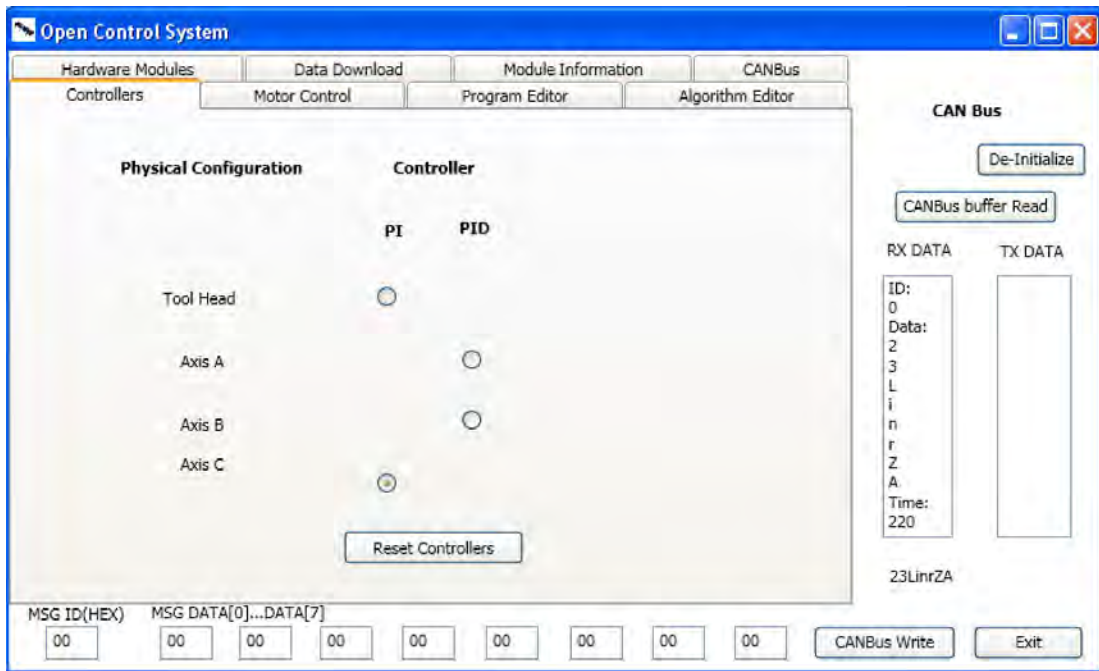 Open Control System
Hardware Modules Data Download Module Information CANBus
Controllers Motor Control Program Editor Algorithm Editor
Physical Configuration Controller
PI PID
Tool Head
Axis A
Axis B
Axis C
Reset Controllers
CAN Bus
De-Initialize
CANBus buffer Read
RX DATA TX DATA
ID:
0
Data:
2
3
L
i
n
r
Z
A
Time:
220
23LinrZA
MSG ID(HEX) MSG DATA[0]...DATA[7]
00 00 00 00 00 00 00 00 00 CANBus Write Exit